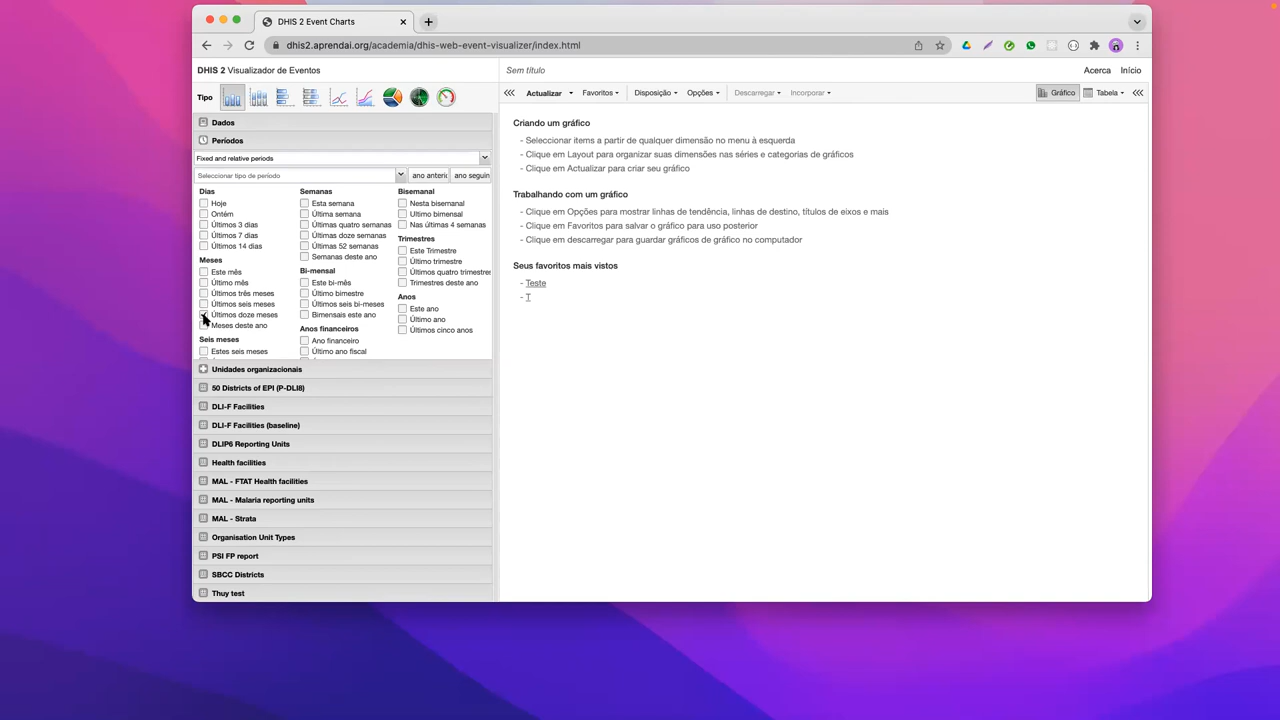 DHIS 2 Event Charts
dhis2.aprendai.org/academia/dhis-web-event-visualizer/index.html
DHIS 2 Visualizador de Eventos
Sem título
Acerca
Início
Tipo
Actualizar
Favoritos
Disposição
Opções
Descarregar
Incorporar
Gráfico
Tabela
Dados
Períodos
Fixed and relative periods
Seleccionar tipo de período
ano anteri
ano seguin
Dias
Hoje
Ontém
Últimos 3 dias
Últimos 7 dias
Últimos 14 dias
Meses
Este mês
Último mês
Últimos três meses
Últimos seis meses
Últimos doze meses
Meses deste ano
Seis meses
Estes seis meses
Semanas
Esta semana
Última semana
Últimas quatro semanas
Últimas doze semanas
Últimas 52 semanas
Semanas deste ano
Bi-mensal
Este bi-mês
Último bimestre
Últimos seis bi-meses
Bimensais este ano
Anos financeiros
Ano financeiro
Último ano fiscal
Bisemanal
Nesta bisemanal
Ultimo bimensal
Nas últimas 4 semanas
Trimestres
Este Trimestre
Último trimestre
Últimos quatro trimestres
Trimestres deste ano
Anos
Este ano
Último ano
Últimos cinco anos
Unidades organizacionais
50 Districts of EPI (P-DLI8)
DLI-F Facilities
DLI-F Facilities (baseline)
DLIP6 Reporting Units
Health facilities
MAL - FTAT Health facilities
MAL - Malaria reporting units
MAL - Strata
Organisation Unit Types
PSI FP report
SBCC Districts
Thuy test
Criando um gráfico
- Seleccionar items a partir de qualquer dimensão no menu à esquerda
- Clique em Layout para organizar suas dimensões nas séries e categorias de gráficos
- Clique em Actualizar para criar seu gráfico
Trabalhando com um gráfico
- Clique em Opções para mostrar linhas de tendência, linhas de destino, títulos de eixos e mais
- Clique em Favoritos para salvar o gráfico para uso posterior
- Clique em descarregar para guardar gráficos de gráfico no computador
Seus favoritos mais vistos
- Teste
- T